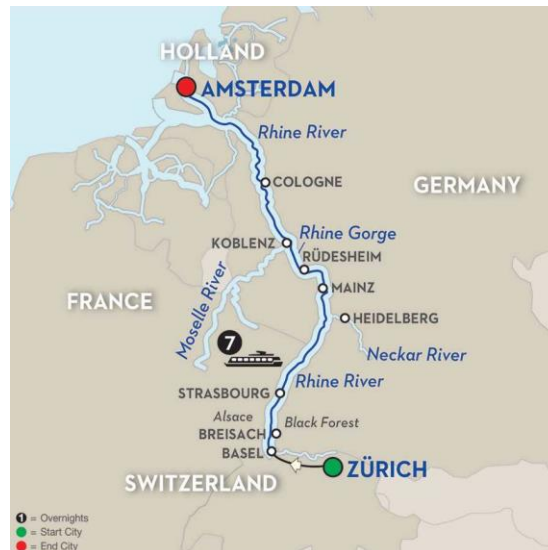 HOLLAND
AMSTERDAM
Rhine River
COLOGNE
GERMANY
Rhine Gorge
KOBLENZ
RÜDESHEIM
MAINZ
FRANCE
Moselle River
HEIDELBERG
7
Neckar River
Rhine River
STRASBOURG
Alsace
Black Forest
BREISACH
BASEL
ZÜRICH
SWITZERLAND
1 = Overnights
= Start City
= End City